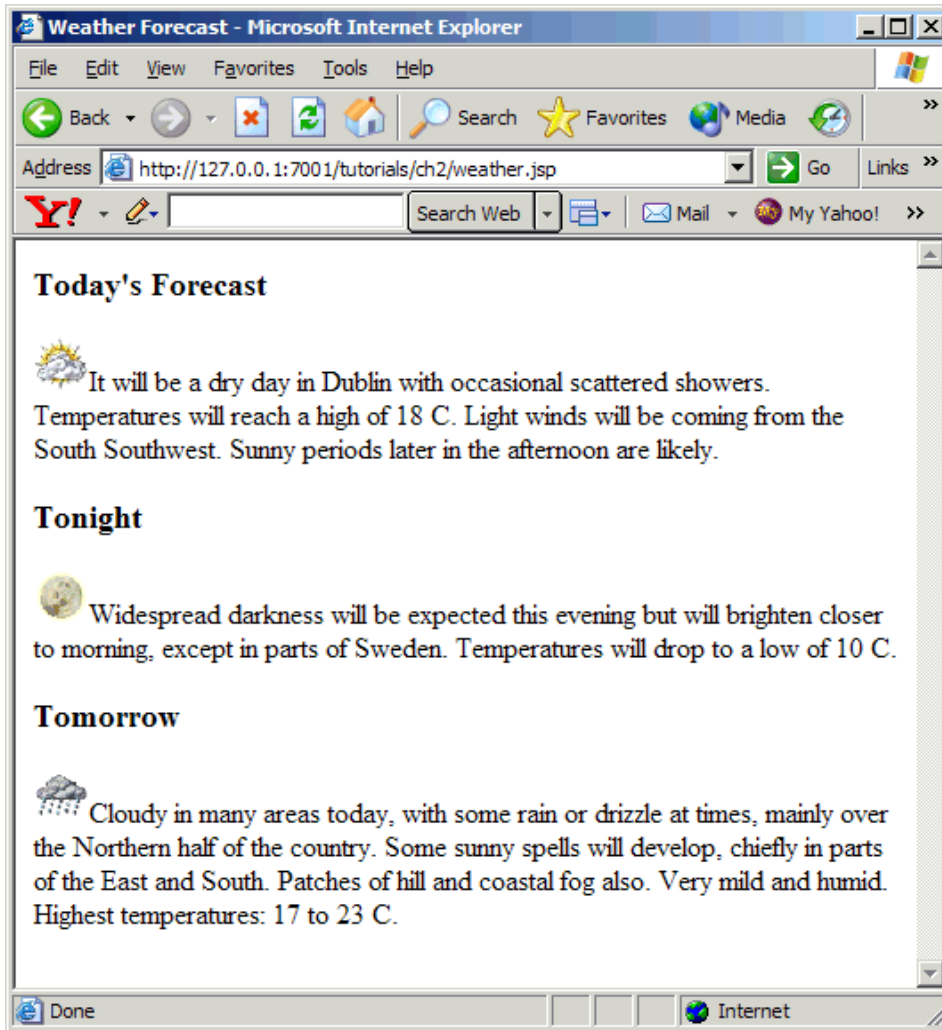 Weather Forecast - Microsoft Internet Explorer
File Edit View Favorites Tools Help
Back Search Favorites Media »
Address http://127.0.0.1:7001/tutorials/ch2/weather.jsp Go Links »
Y! Search Web Mail My Yahoo! »
Today's Forecast
It will be a dry day in Dublin with occasional scattered showers.
Temperatures will reach a high of 18 C. Light winds will be coming from the
South Southwest. Sunny periods later in the afternoon are likely.
Tonight
Widespread darkness will be expected this evening but will brighten closer
to morning, except in parts of Sweden. Temperatures will drop to a low of 10 C.
Tomorrow
Cloudy in many areas today, with some rain or drizzle at times, mainly over
the Northern half of the country. Some sunny spells will develop, chiefly in parts
of the East and South. Patches of hill and coastal fog also. Very mild and humid.
Highest temperatures: 17 to 23 C.
Done Internet